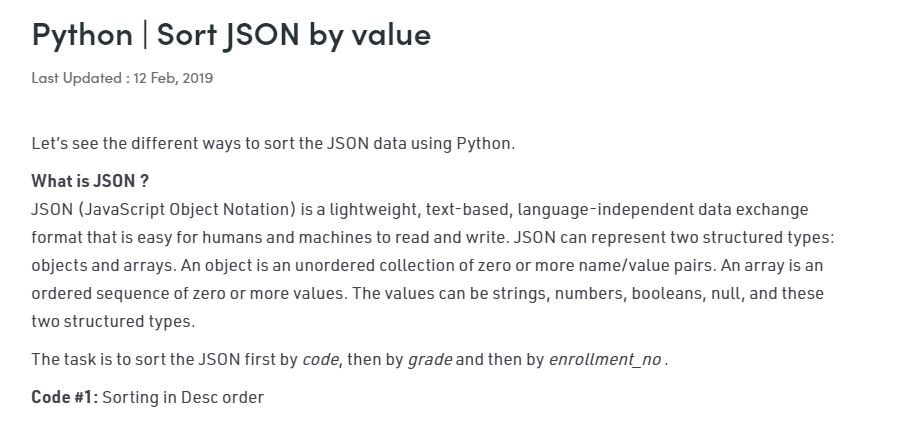 Python | Sort JSON by value
Last Updated : 12 Feb, 2019
Let's see the different ways to sort the JSON data using Python.
What is JSON ?
JSON (JavaScript Object Notation) is a lightweight, text-based, language-independent data exchange
format that is easy for humans and machines to read and write. JSON can represent two structured types:
objects and arrays. An object is an unordered collection of zero or more name/value pairs. An array is an
ordered sequence of zero or more values. The values can be strings, numbers, booleans, null, and these
two structured types.
The task is to sort the JSON first by code, then by grade and then by enrollment_no .
Code #1: Sorting in Desc order